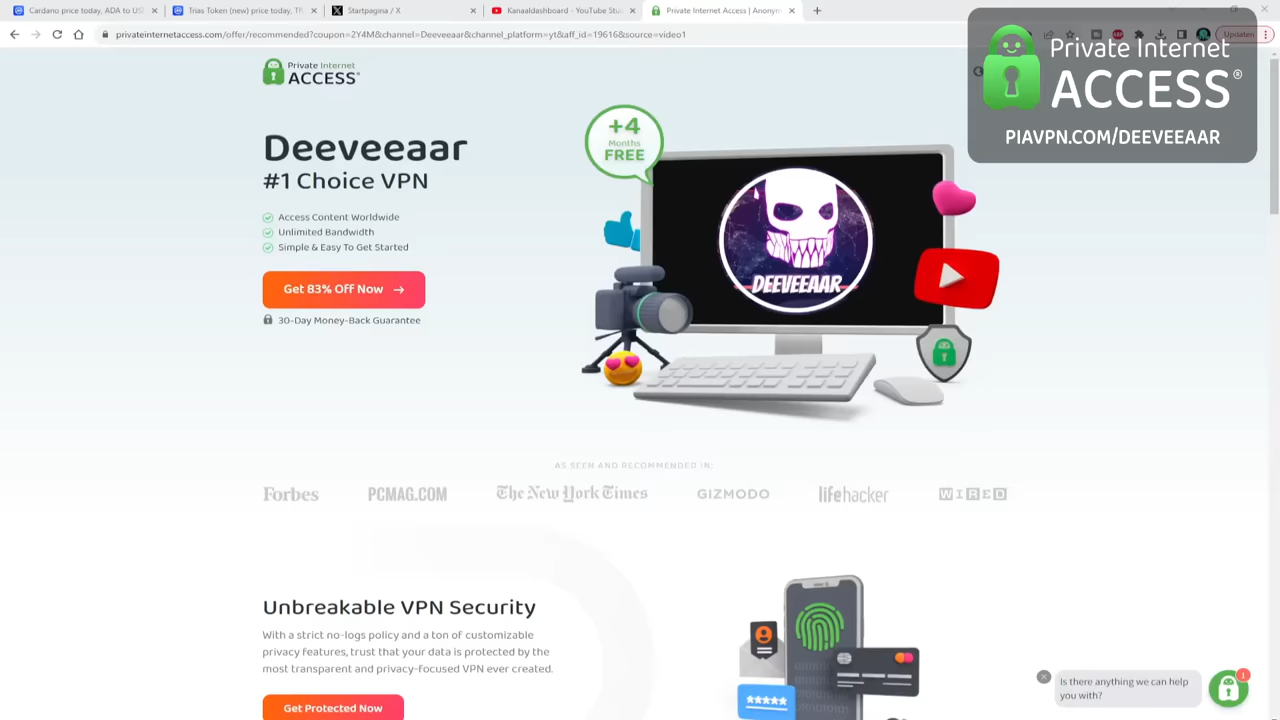 Cardano price today, ADA to US
Trias Token (new) price today, TR
Startpagina / X
Kanaaldashboard - YouTube Stu
Private Internet Access | Anonym
privateinternetaccess.com/offer/recommended?coupon=2Y4M&channel=Deeveeaar&channel_platform=yt&aff_id=19616&source=video1
Updaten
Private Internet
ACCESS®
PIAVPN.COM/DEEVEEAAR
Private Internet
ACCESS®
Deeveeaar
#1 Choice VPN
Access Content Worldwide
Unlimited Bandwidth
Simple & Easy To Get Started
Get 83% Off Now →
30-Day Money-Back Guarantee
+4
Months
FREE
DEEVEEAAR
AS SEEN AND RECOMMENDED IN:
Forbes PCMAG.COM The New York Times GIZMODO lifehacker WIRED
Unbreakable VPN Security
With a strict no-logs policy and a ton of customizable
privacy features, trust that your data is protected by the
most transparent and privacy-focused VPN ever created.
Get Protected Now
Is there anything we can help
you with?
1